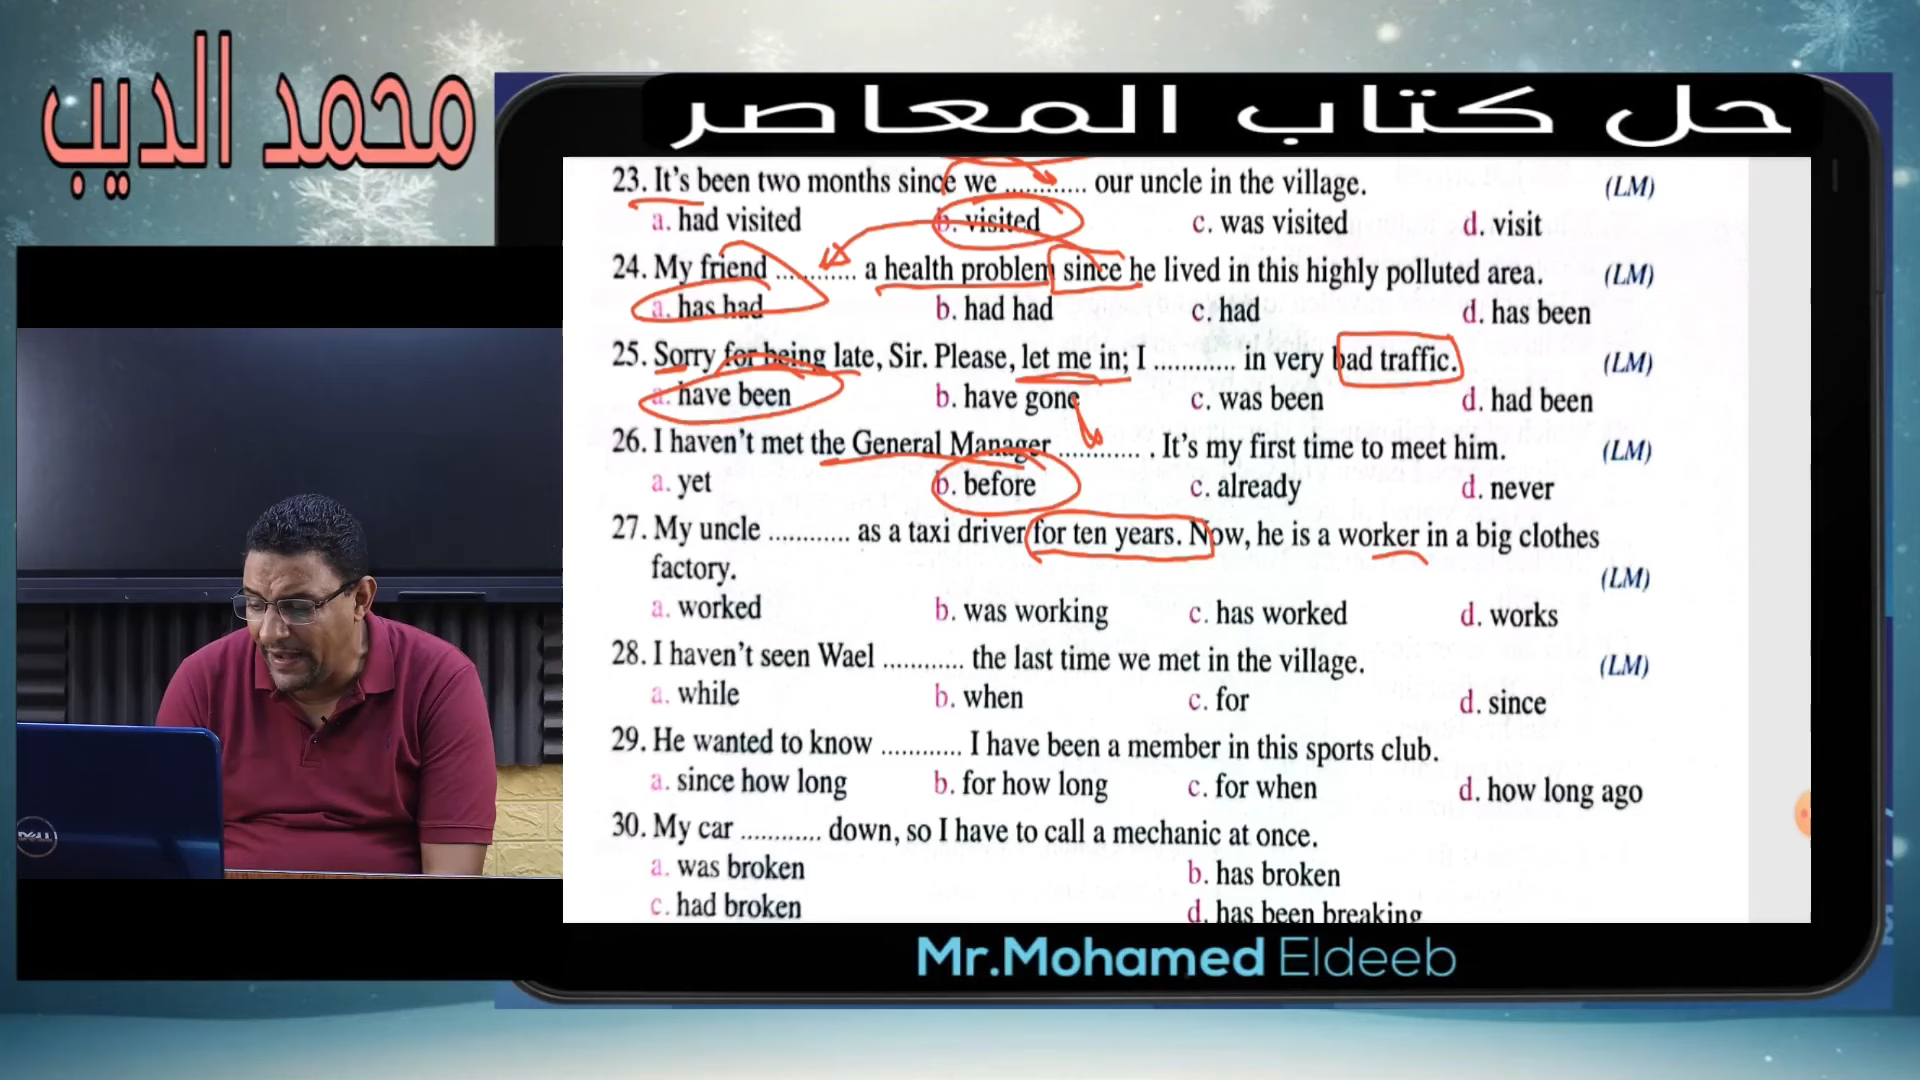 محمد الديب
حل كتاب المعاصر
23. It's been two months since we ............ our uncle in the village. (LM)
a. had visited b. visited c. was visited d. visit
24. My friend ............ a health problem since he lived in this highly polluted area. (LM)
a. has had b. had had c. had d. has been
25. Sorry for being late, Sir. Please, let me in; I ............ in very bad traffic. (LM)
a. have been b. have gone c. was been d. had been
26. I haven't met the General Manager ............ . It's my first time to meet him. (LM)
a. yet b. before c. already d. never
27. My uncle ............ as a taxi driver for ten years. Now, he is a worker in a big clothes
factory. (LM)
a. worked b. was working c. has worked d. works
28. I haven't seen Wael ............ the last time we met in the village. (LM)
a. while b. when c. for d. since
29. He wanted to know ............ I have been a member in this sports club.
a. since how long b. for how long c. for when d. how long ago
30. My car ............ down, so I have to call a mechanic at once.
a. was broken b. has broken
c. had broken d. has been breaking
DELL
Mr.Mohamed Eldeeb